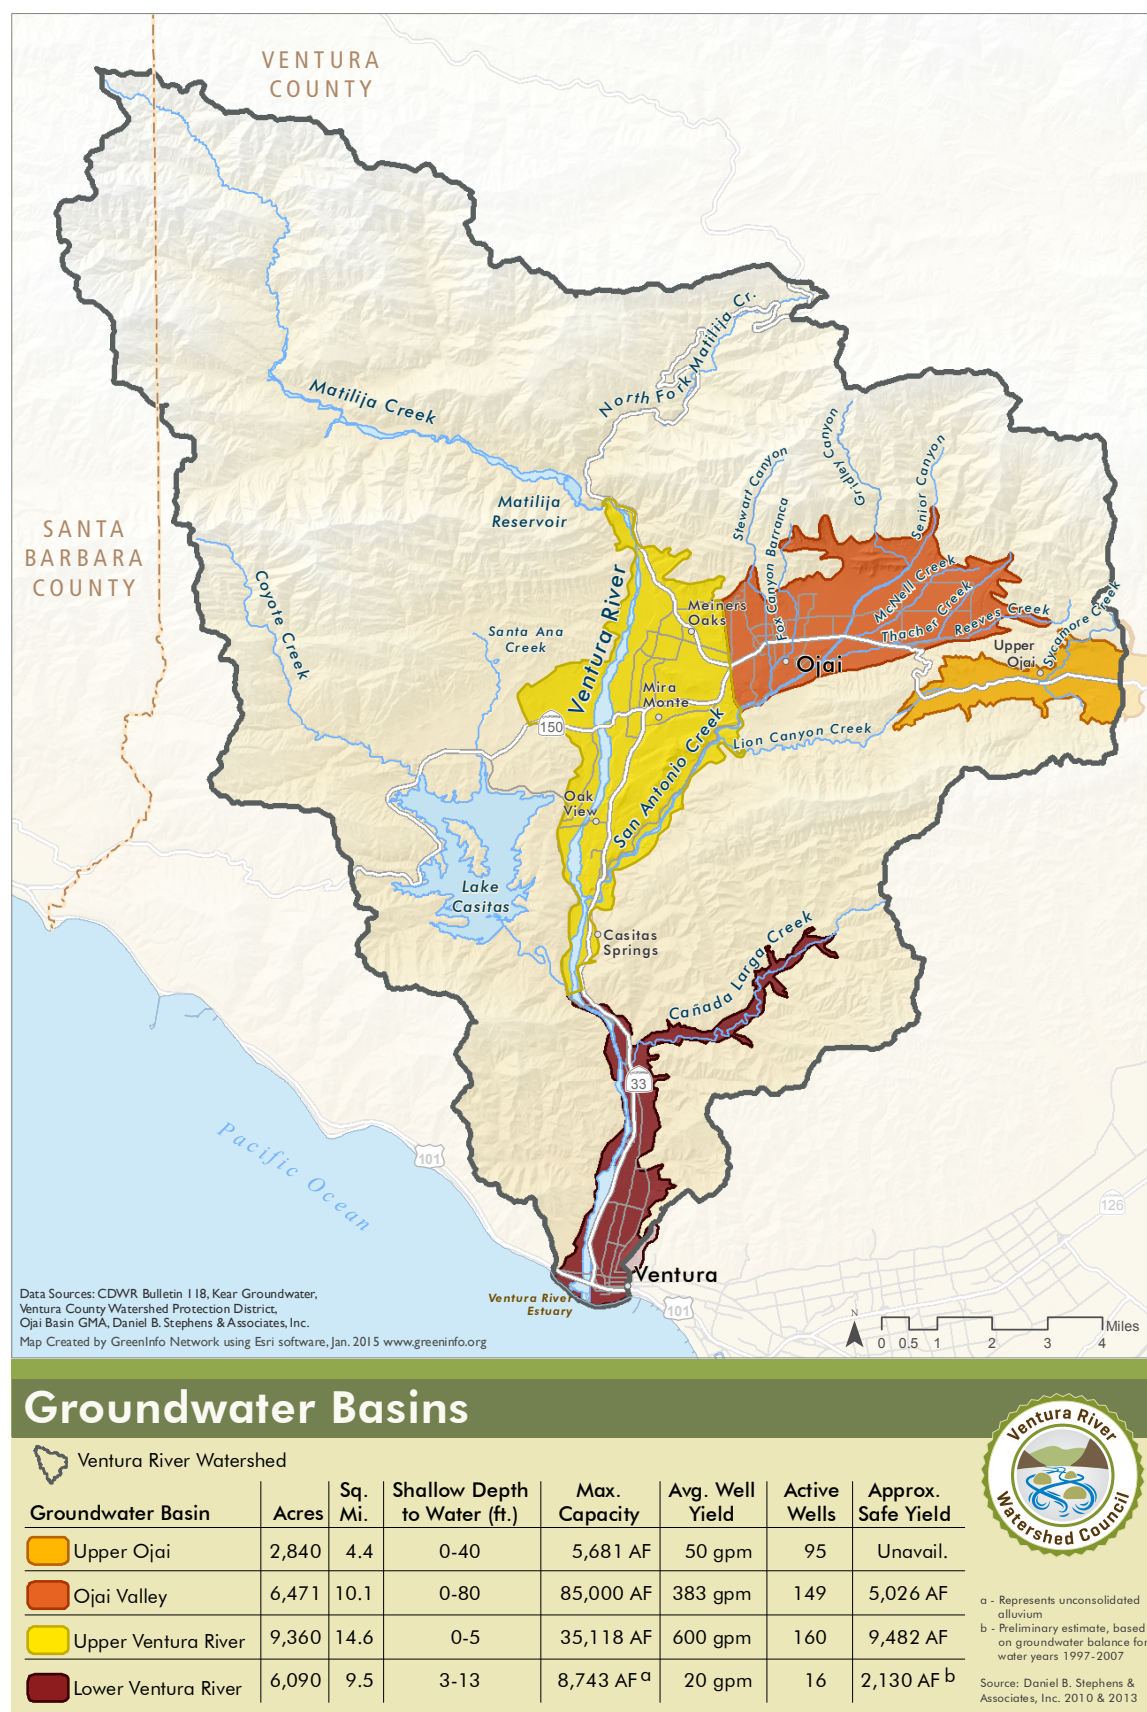 VENTURA
COUNTY
North Fork Matilija Cr.
Matilija Creek
Gridley Canyon
Senior Canyon
Stewart Canyon
Fox Canyon Barranca
Matilija
Reservoir
SANTA
BARBARA
COUNTY
Coyote Creek
Ventura River
McNell Creek
Thacher Creek
Reeves Creek
Sycamore Creek
Meiners
Oaks
Santa Ana
Creek
Upper
Ojai
Ojai
Mira
Monte
150
San Antonio Creek
Lion Canyon Creek
Oak
View
Lake
Casitas
Casitas
Springs
Cañada Larga Creek
CALIFORNIA
33
Pacific Ocean
101
126
Ventura
Ventura River
Estuary
101
Data Sources: CDWR Bulletin 118, Kear Groundwater,
Ventura County Watershed Protection District,
Ojai Basin GMA, Daniel B. Stephens & Associates, Inc.
Map Created by GreenInfo Network using Esri software, Jan. 2015 www.greeninfo.org
N
Miles
0 0.5 1 2 3 4
Groundwater Basins
Ventura River
Watershed Council
Ventura River Watershed
Groundwater Basin Acres Sq. Mi. Shallow Depth to Water (ft.) Max. Capacity Avg. Well Yield Active Wells Approx. Safe Yield
Upper Ojai 2,840 4.4 0-40 5,681 AF 50 gpm 95 Unavail.
Ojai Valley 6,471 10.1 0-80 85,000 AF 383 gpm 149 5,026 AF
Upper Ventura River 9,360 14.6 0-5 35,118 AF 600 gpm 160 9,482 AF
Lower Ventura River 6,090 9.5 3-13 8,743 AF a 20 gpm 16 2,130 AF b
a - Represents unconsolidated
alluvium
b - Preliminary estimate, based
on groundwater balance for
water years 1997-2007
Source: Daniel B. Stephens &
Associates, Inc. 2010 & 2013